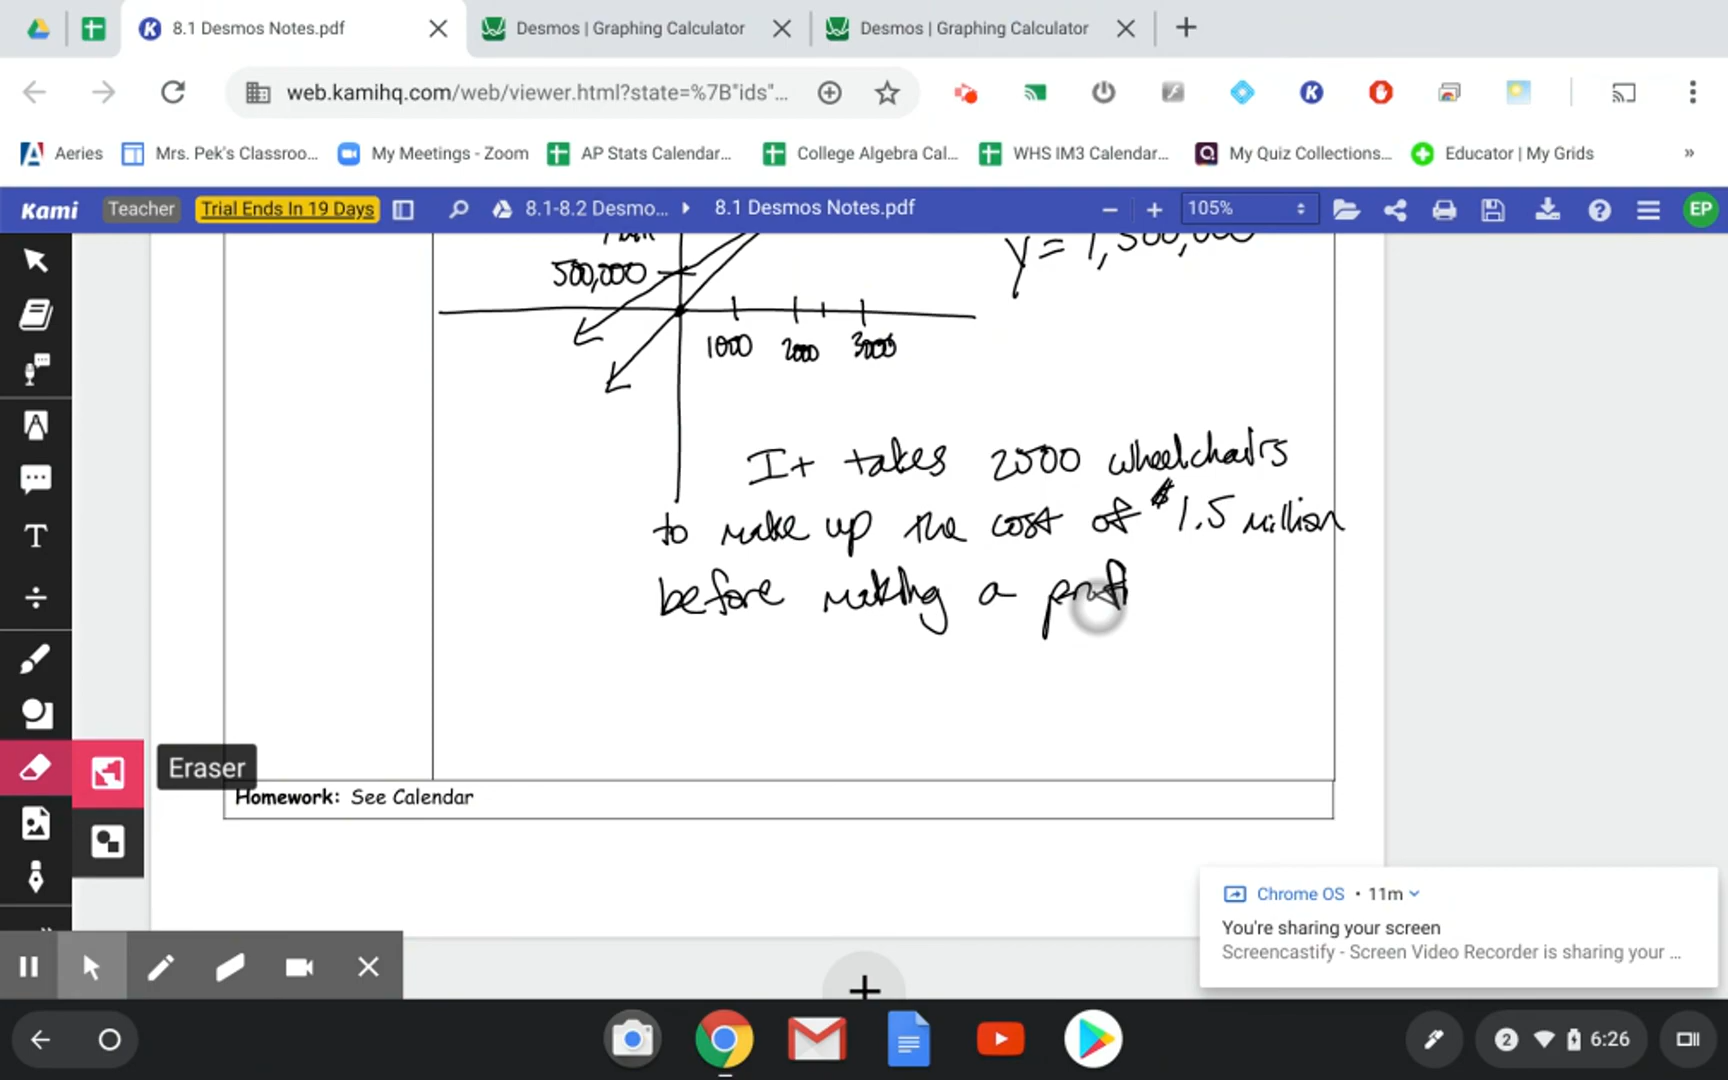 8.1 Desmos Notes.pdf
Desmos | Graphing Calculator
Desmos | Graphing Calculator
web.kamihq.com/web/viewer.html?state=%7B"ids"...
Aeries
Mrs. Pek's Classroo...
My Meetings - Zoom
AP Stats Calendar...
College Algebra Cal...
WHS IM3 Calendar...
My Quiz Collections...
Educator | My Grids
»
Kami
Teacher
Trial Ends In 19 Days
8.1-8.2 Desmo...
8.1 Desmos Notes.pdf
105%
EP
y = 1,500,000
500,000
1000 2000 3000
It takes 2500 wheelchairs
to make up the cost of $1.5 million
before making a profi
Eraser
Homework: See Calendar
Chrome OS • 11m
You're sharing your screen
Screencastify - Screen Video Recorder is sharing your ...
2
6:26